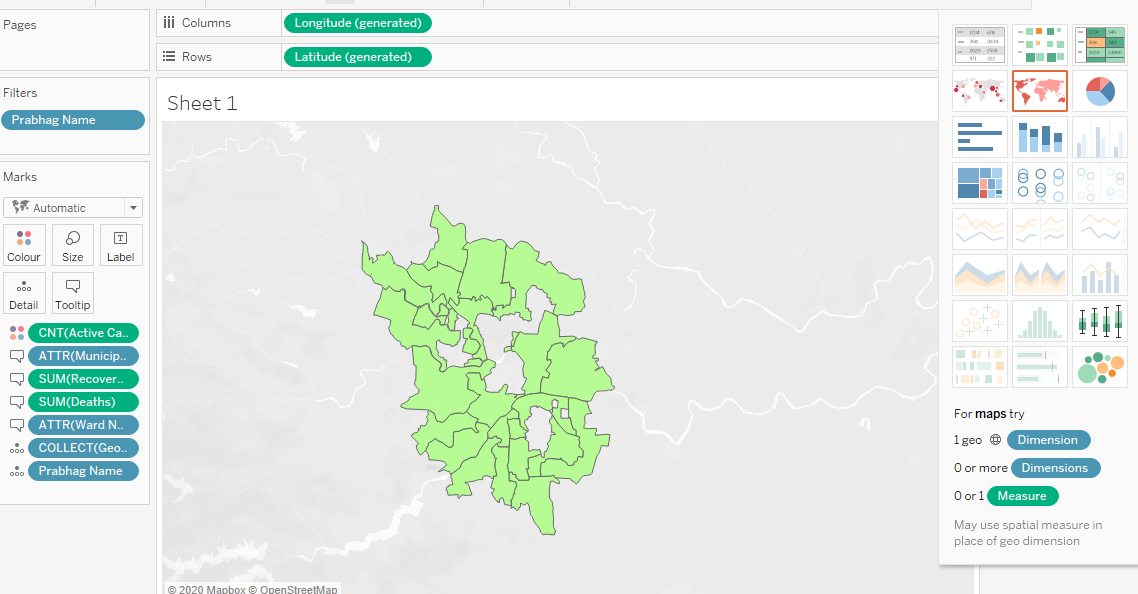 Pages
Columns
Longitude (generated)
Rows
Latitude (generated)
Filters
Prabhag Name
Marks
Automatic
Colour
Size
Label
Detail
Tooltip
CNT(Active Ca..
ATTR(Municip..
SUM(Recover..
SUM(Deaths)
ATTR(Ward N..
COLLECT(Geo..
Prabhag Name
Sheet 1
© 2020 Mapbox © OpenStreetMap
For maps try
1 geo Dimension
0 or more Dimensions
0 or 1 Measure
May use spatial measure in
place of geo dimension